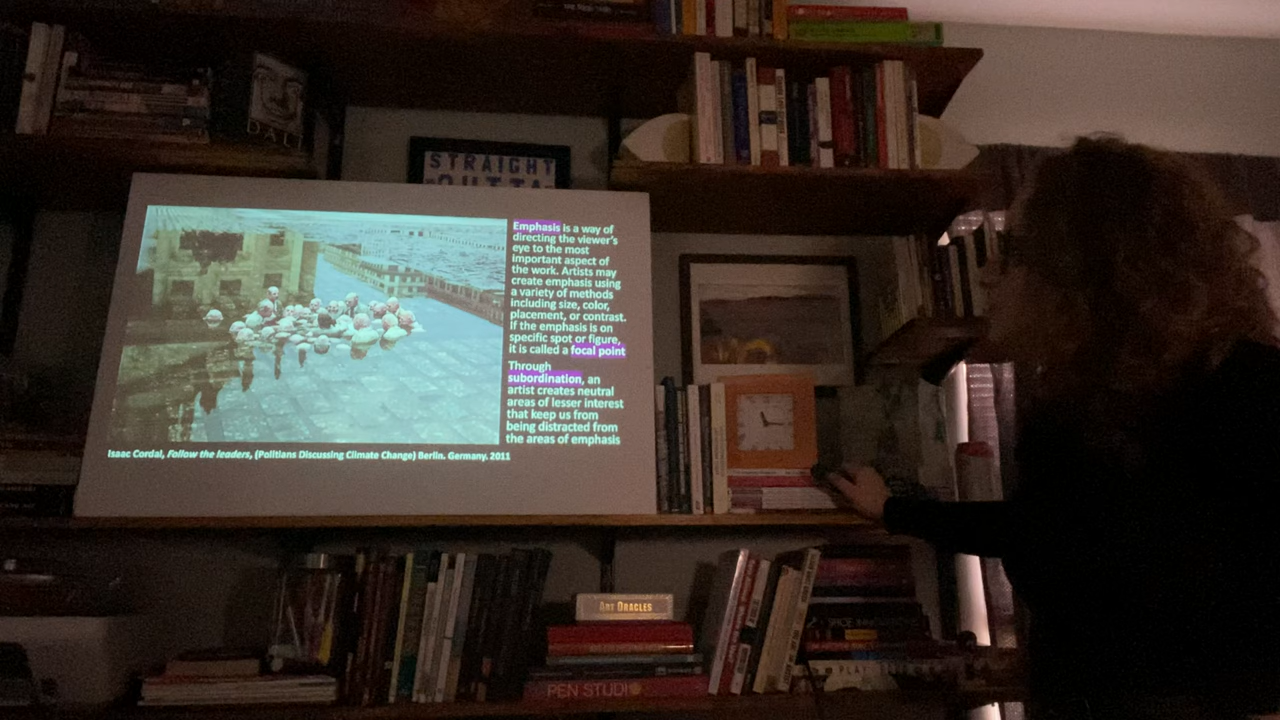 DALI
STRAIGHT
OUTTA
Emphasis is a way of
directing the viewer's
eye to the most
important aspect of
the work. Artists may
create emphasis using
a variety of methods
including size, color,
placement, or contrast.
If the emphasis is on
specific spot or figure,
it is called a focal point
Through
subordination, an
artist creates neutral
areas of lesser interest
that keep us from
being distracted from
the areas of emphasis
Isaac Cordal, Follow the leaders, (Politians Discussing Climate Change) Berlin. Germany. 2011
ART ORACLES
PEN STUDIO